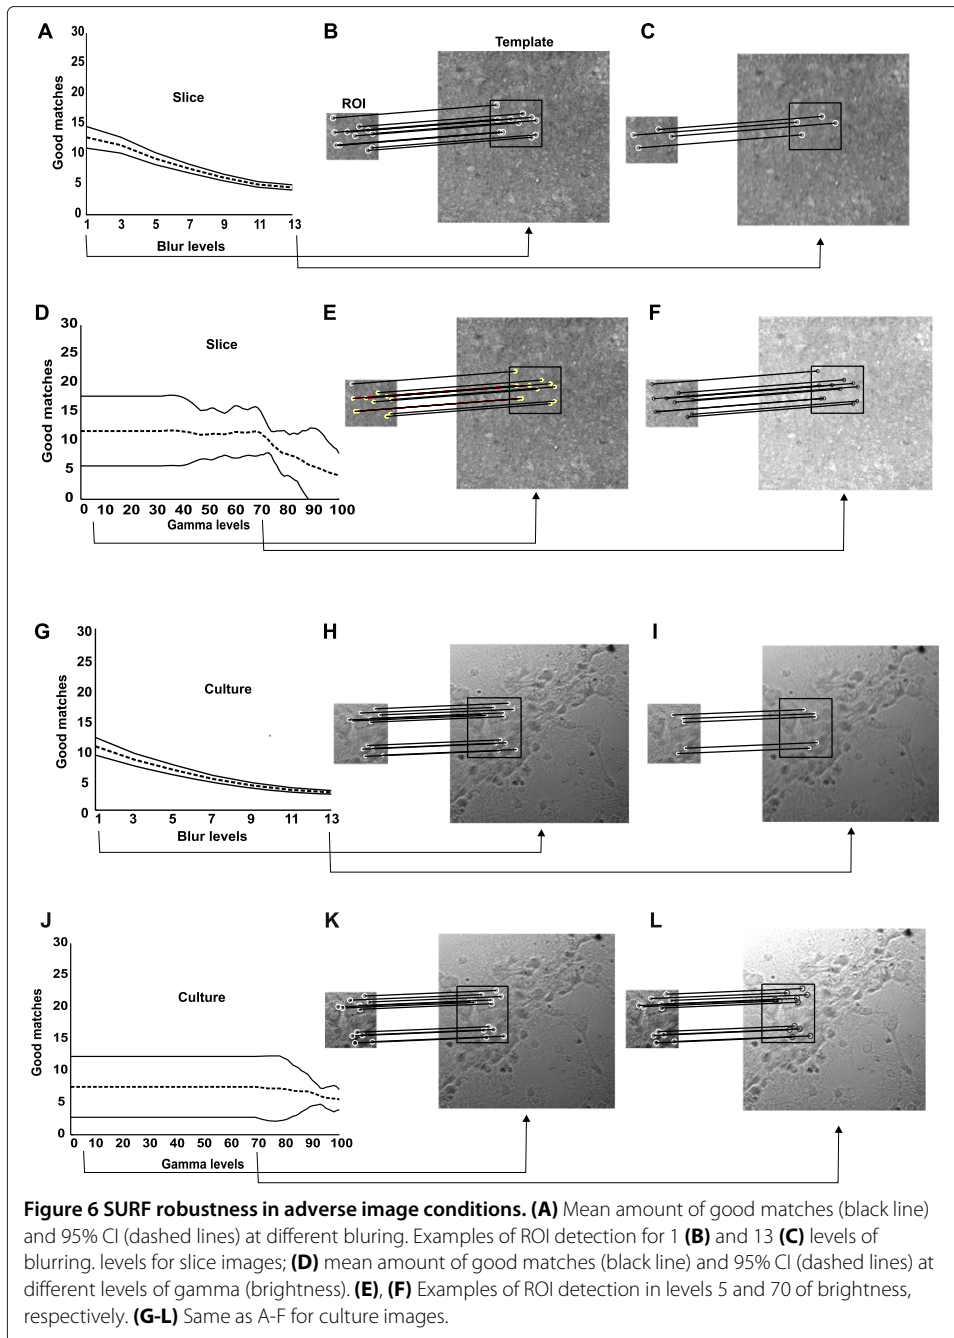 A
B
C
30
25
20
15
10
5
0
Good matches
Slice
1 3 5 7 9 11 13
Blur levels
Template
ROI
D
E
F
30
25
20
15
10
5
0
Good matches
Slice
0 10 20 30 40 50 60 70 80 90 100
Gamma levels
G
H
I
30
25
20
15
10
5
0
Good matches
Culture
1 3 5 7 9 11 13
Blur levels
J
K
L
30
25
20
15
10
5
0
Good matches
Culture
0 10 20 30 40 50 60 70 80 90 100
Gamma levels
Figure 6 SURF robustness in adverse image conditions. (A) Mean amount of good matches (black line)
and 95% CI (dashed lines) at different bluring. Examples of ROI detection for 1 (B) and 13 (C) levels of
blurring. levels for slice images; (D) mean amount of good matches (black line) and 95% CI (dashed lines) at
different levels of gamma (brightness). (E), (F) Examples of ROI detection in levels 5 and 70 of brightness,
respectively. (G-L) Same as A-F for culture images.